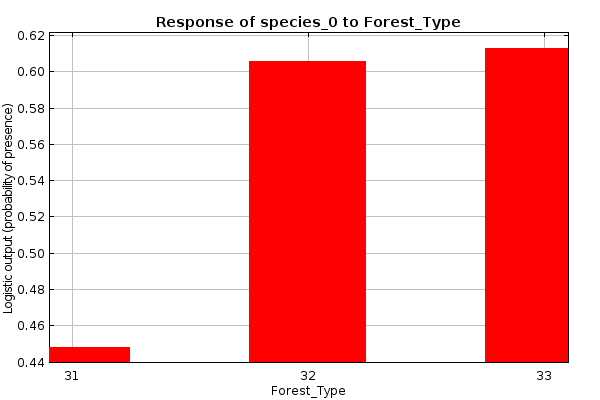 Response of species_0 to Forest_Type
Logistic output (probability of presence)
0.62
0.60
0.58
0.56
0.54
0.52
0.50
0.48
0.46
0.44
31 32 33
Forest_Type